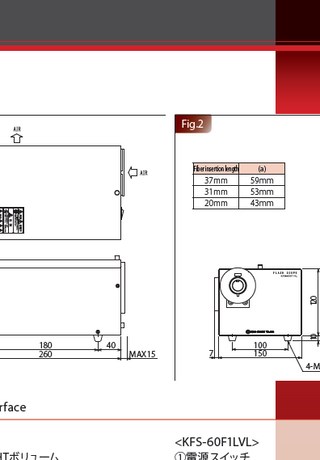 AIR
AIR
180
40
260
MAX15
Fig.2
Fiber insertion length (a)
37mm 59mm
31mm 53mm
20mm 43mm
120
10
7
100
150
4-M
rface
<KFS-60F1LVL>
HTボリューム
①電源スイッチ